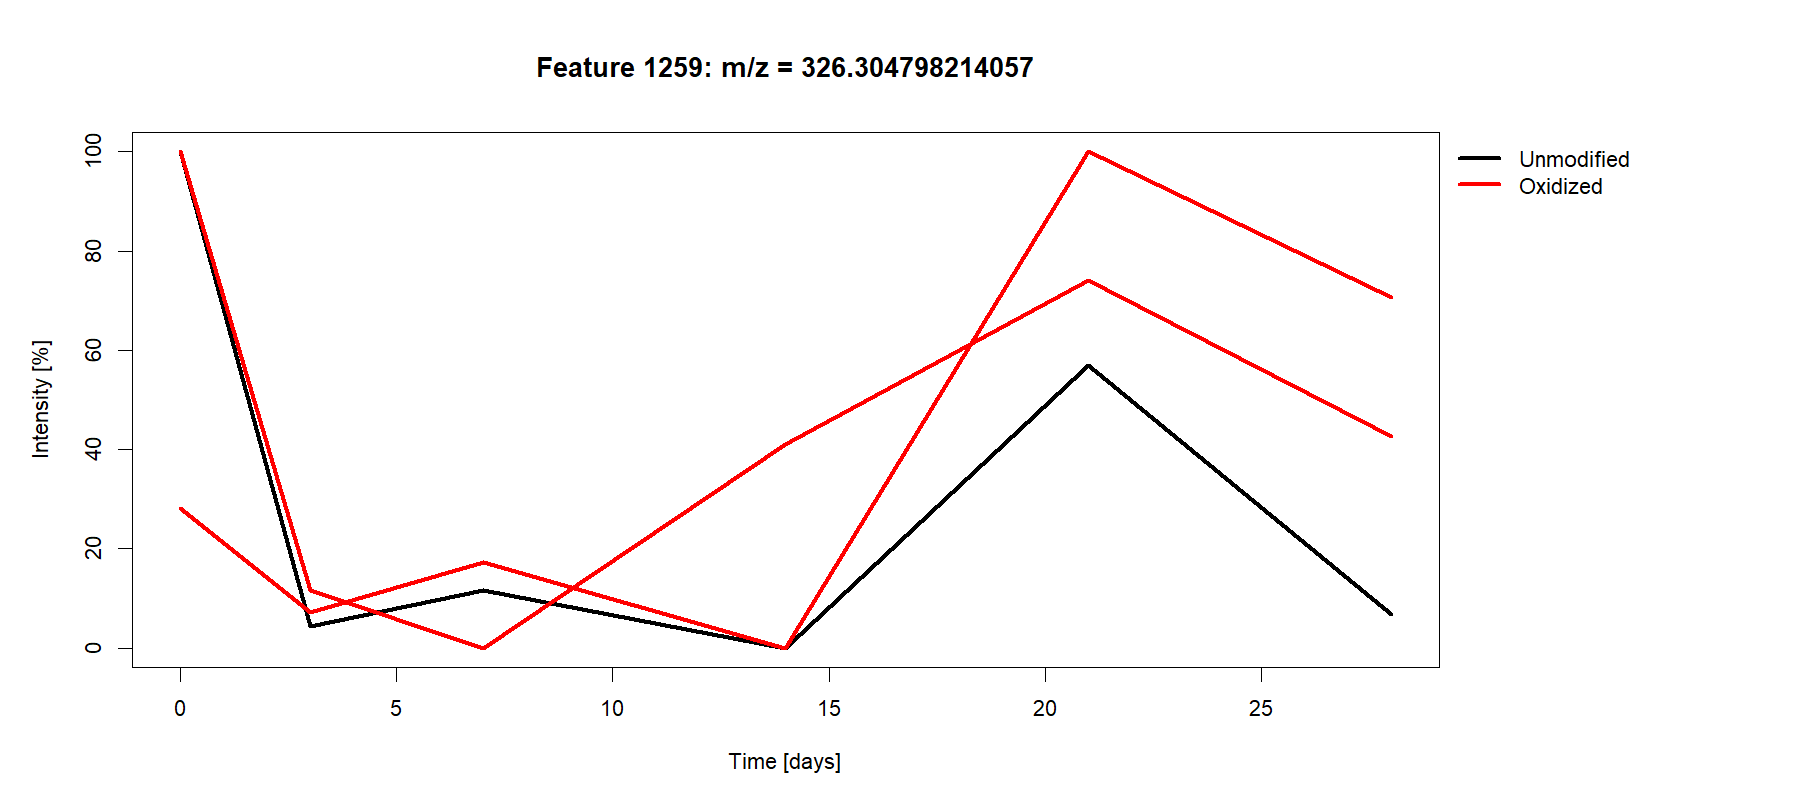 Feature 1259: m/z = 326.304798214057
Unmodified
Oxidized
Intensity [%]
100
80
60
40
20
0
0 5 10 15 20 25
Time [days]